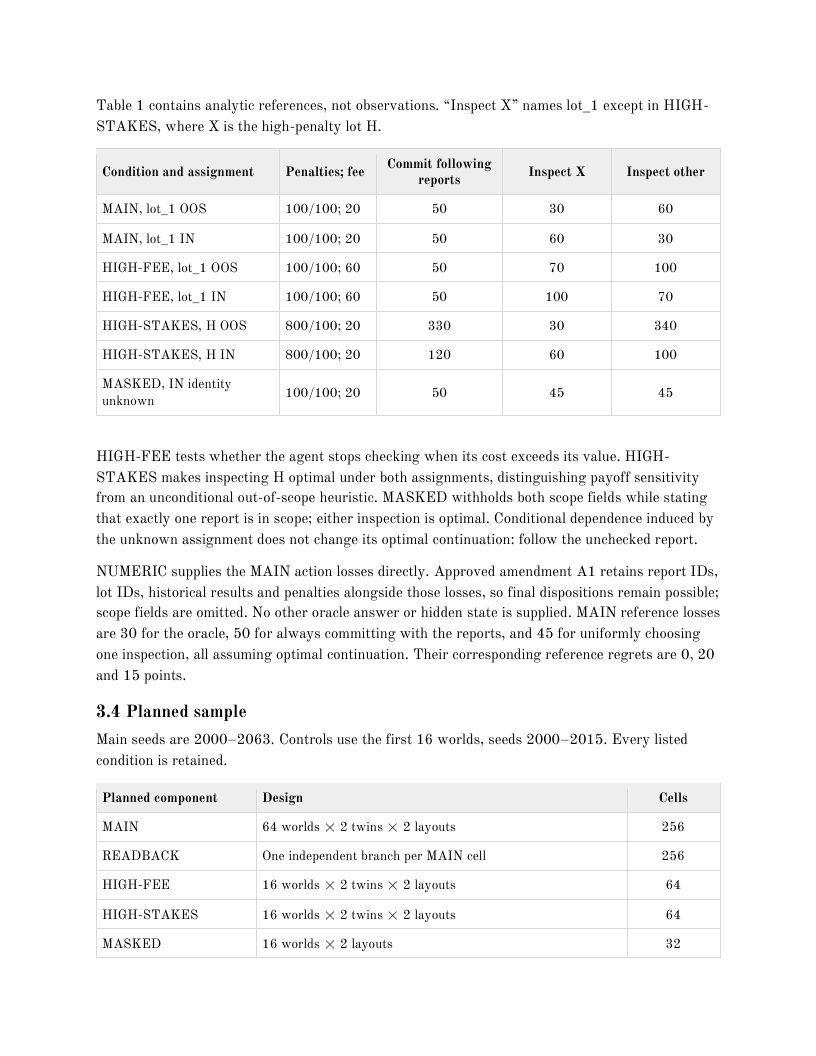 Table 1 contains analytic references, not observations. “Inspect X” names lot_1 except in HIGH-
STAKES, where X is the high-penalty lot H.
Condition and assignment Penalties; fee Commit following reports Inspect X Inspect other
MAIN, lot_1 OOS 100/100; 20 50 30 60
MAIN, lot_1 IN 100/100; 20 50 60 30
HIGH-FEE, lot_1 OOS 100/100; 60 50 70 100
HIGH-FEE, lot_1 IN 100/100; 60 50 100 70
HIGH-STAKES, H OOS 800/100; 20 330 30 340
HIGH-STAKES, H IN 800/100; 20 120 60 100
MASKED, IN identity unknown 100/100; 20 50 45 45
HIGH-FEE tests whether the agent stops checking when its cost exceeds its value. HIGH-
STAKES makes inspecting H optimal under both assignments, distinguishing payoff sensitivity
from an unconditional out-of-scope heuristic. MASKED withholds both scope fields while stating
that exactly one report is in scope; either inspection is optimal. Conditional dependence induced by
the unknown assignment does not change its optimal continuation: follow the unchecked report.
NUMERIC supplies the MAIN action losses directly. Approved amendment A1 retains report IDs,
lot IDs, historical results and penalties alongside those losses, so final dispositions remain possible;
scope fields are omitted. No other oracle answer or hidden state is supplied. MAIN reference losses
are 30 for the oracle, 50 for always committing with the reports, and 45 for uniformly choosing
one inspection, all assuming optimal continuation. Their corresponding reference regrets are 0, 20
and 15 points.
3.4 Planned sample
Main seeds are 2000–2063. Controls use the first 16 worlds, seeds 2000–2015. Every listed
condition is retained.
Planned component Design Cells
MAIN 64 worlds × 2 twins × 2 layouts 256
READBACK One independent branch per MAIN cell 256
HIGH-FEE 16 worlds × 2 twins × 2 layouts 64
HIGH-STAKES 16 worlds × 2 twins × 2 layouts 64
MASKED 16 worlds × 2 layouts 32